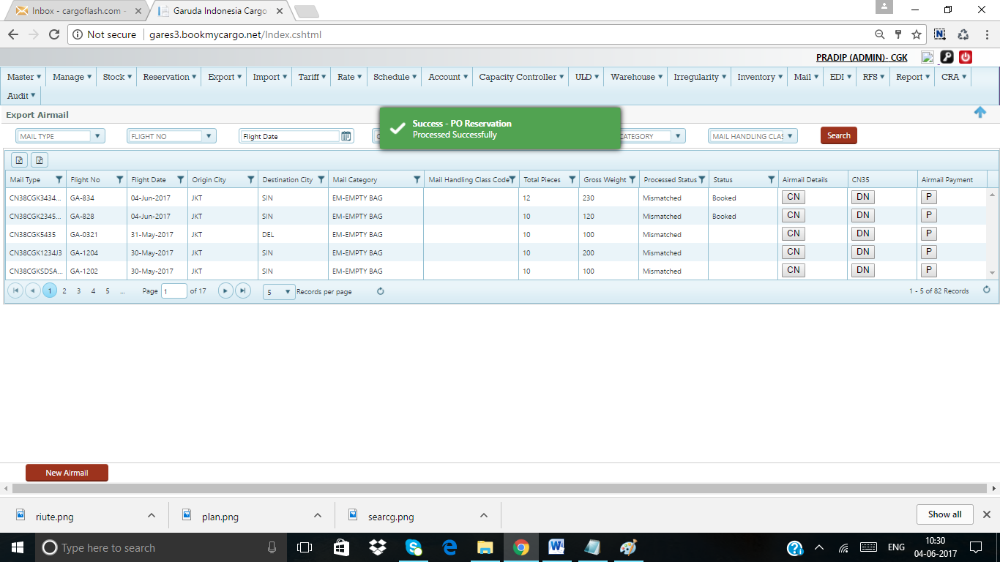 Inbox - cargoflash.com -
Garuda Indonesia Cargo
Not secure
gares3.bookmycargo.net/Index.cshtml
PRADIP (ADMIN)- CGK
Master Manage Stock Reservation Export Import Tariff Rate Schedule Account Capacity Controller ULD Warehouse Irregularity Inventory Mail EDI RFS Report CRA
Audit
Export Airmail
Success - PO Reservation
Processed Successfully
MAIL TYPE FLIGHT NO Flight Date CATEGORY MAIL HANDLING CLAS Search
Mail Type Flight No Flight Date Origin City Destination City Mail Category Mail Handling Class Code Total Pieces Gross Weight Processed Status Status Airmail Details CN35 Airmail Payment
CN38CGK3434... GA-834 04-Jun-2017 JKT SIN EM-EMPTY BAG 12 230 Mismatched Booked CN DN P
CN38CGK2345... GA-828 04-Jun-2017 JKT SIN EM-EMPTY BAG 10 120 Mismatched Booked CN DN P
CN38CGK5435 GA-0321 31-May-2017 JKT DEL EM-EMPTY BAG 10 100 Mismatched CN DN P
CN38CGK1234J3 GA-1204 30-May-2017 JKT SIN EM-EMPTY BAG 10 200 Mismatched CN DN P
CN38CGKSDSA... GA-1202 30-May-2017 JKT SIN EM-EMPTY BAG 10 100 Mismatched CN DN P
1 2 3 4 5 ... Page 1 of 17 5 Records per page 1 - 5 of 82 Records
New Airmail
riute.png plan.png searcg.png Show all
Type here to search
ENG
10:30
04-06-2017